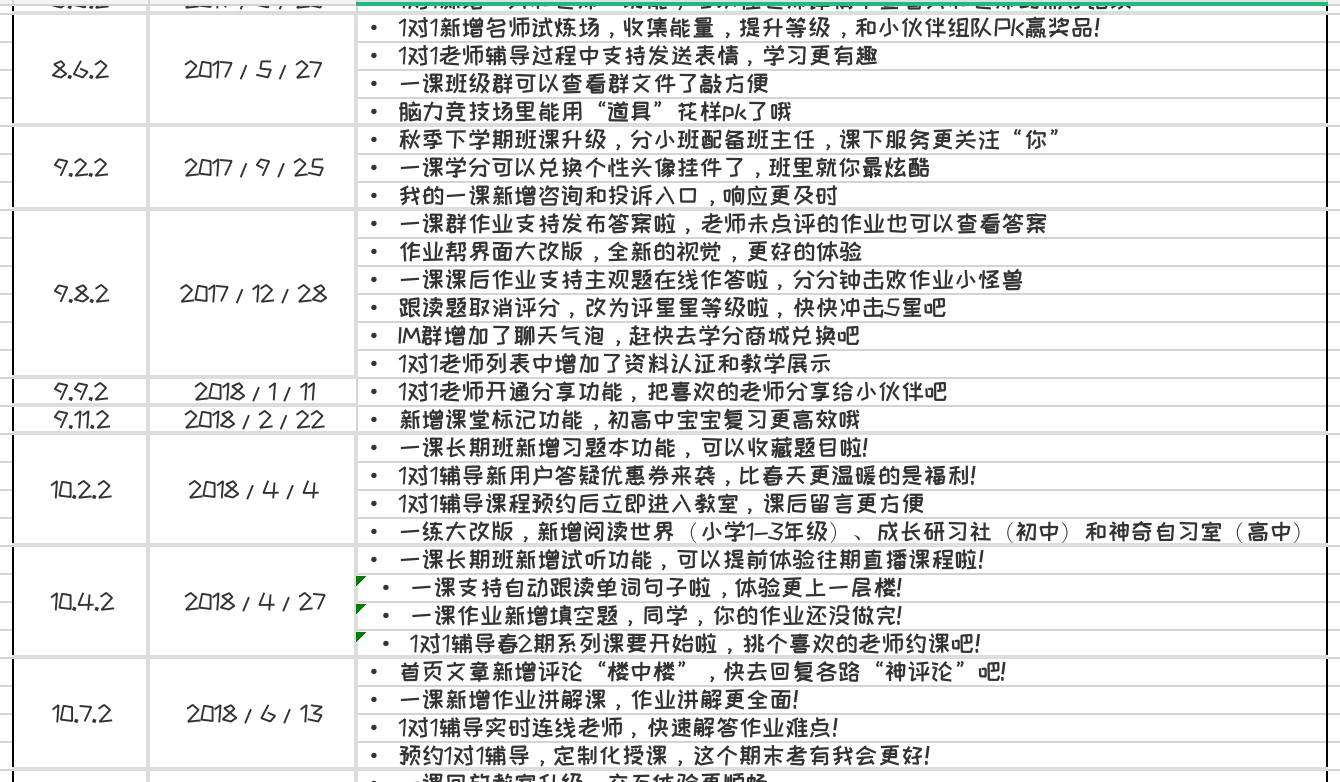 8.6.2
2017 / 5 / 27
• 1对1新增名师试炼场，收集能量，提升等级，和小伙伴组队PK赢奖品!
• 1对1老师辅导过程中支持发送表情，学习更有趣
• 一课班级群可以查看群文件了敲方便
• 脑力竞技场里能用“道具”花样pk了哦
9.2.2
2017 / 9 / 25
• 秋季下学期班课升级，分小班配备班主任，课下服务更关注“你”
• 一课学分可以兑换个性头像挂件了，班里就你最炫酷
• 我的一课新增咨询和投诉入口，响应更及时
9.8.2
2017 / 12 / 28
• 一课群作业支持发布答案啦，老师未点评的作业也可以查看答案
• 作业帮界面大改版，全新的视觉，更好的体验
• 一课课后作业支持主观题在线作答啦，分分钟击败作业小怪兽
• 跟读题取消评分，改为评星星等级啦，快快冲击5星吧
• IM群增加了聊天气泡，赶快去学分商城兑换吧
• 1对1老师列表中增加了资料认证和教学展示
9.9.2
2018 / 1 / 11
• 1对1老师开通分享功能，把喜欢的老师分享给小伙伴吧
9.11.2
2018 / 2 / 22
• 新增课堂标记功能，初高中宝宝复习更高效哦
10.2.2
2018 / 4 / 4
• 一课长期班新增习题本功能，可以收藏题目啦!
• 1对1辅导新用户答疑优惠券来袭，比春天更温暖的是福利!
• 1对1辅导课程预约后立即进入教室，课后留言更方便
• 一练大改版，新增阅读世界（小学1-3年级）、成长研习社（初中）和神奇自习室（高中）
10.4.2
2018 / 4 / 27
• 一课长期班新增试听功能，可以提前体验往期直播课程啦!
• 一课支持自动跟读单词句子啦，体验更上一层楼!
• 一课作业新增填空题，同学，你的作业还没做完!
• 1对1辅导春2期系列课要开始啦，挑个喜欢的老师约课吧!
10.7.2
2018 / 6 / 13
• 首页文章新增评论“楼中楼”，快去回复各路“神评论”吧!
• 一课新增作业讲解课，作业讲解更全面!
• 1对1辅导实时连线老师，快速解答作业难点!
• 预约1对1辅导，定制化授课，这个期末考有我会更好!